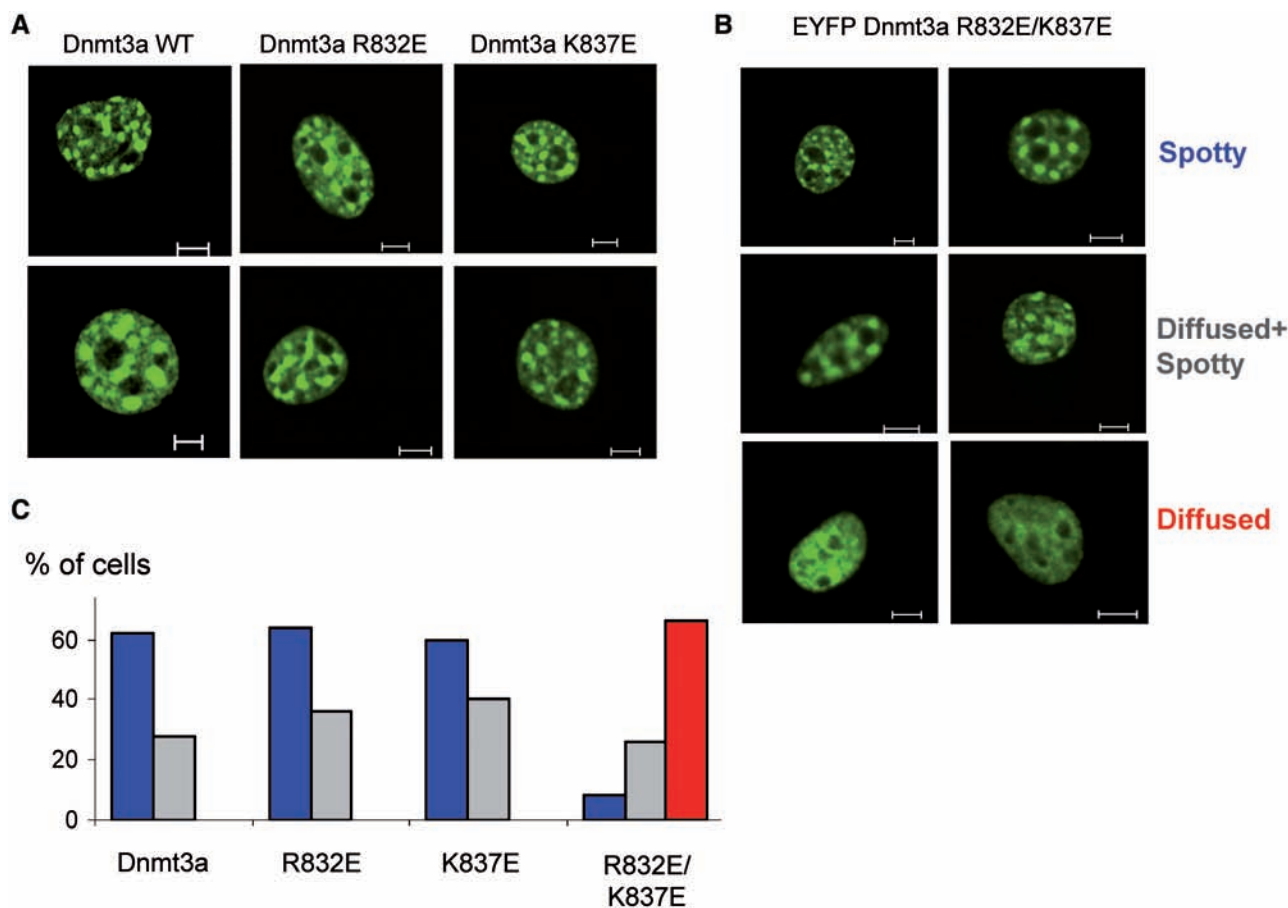 A
Dnmt3a WT
Dnmt3a R832E
Dnmt3a K837E
B
EYFP Dnmt3a R832E/K837E
Spotty
Diffused+
Spotty
Diffused
C
% of cells
60
40
20
0
Dnmt3a
R832E
K837E
R832E/
K837E